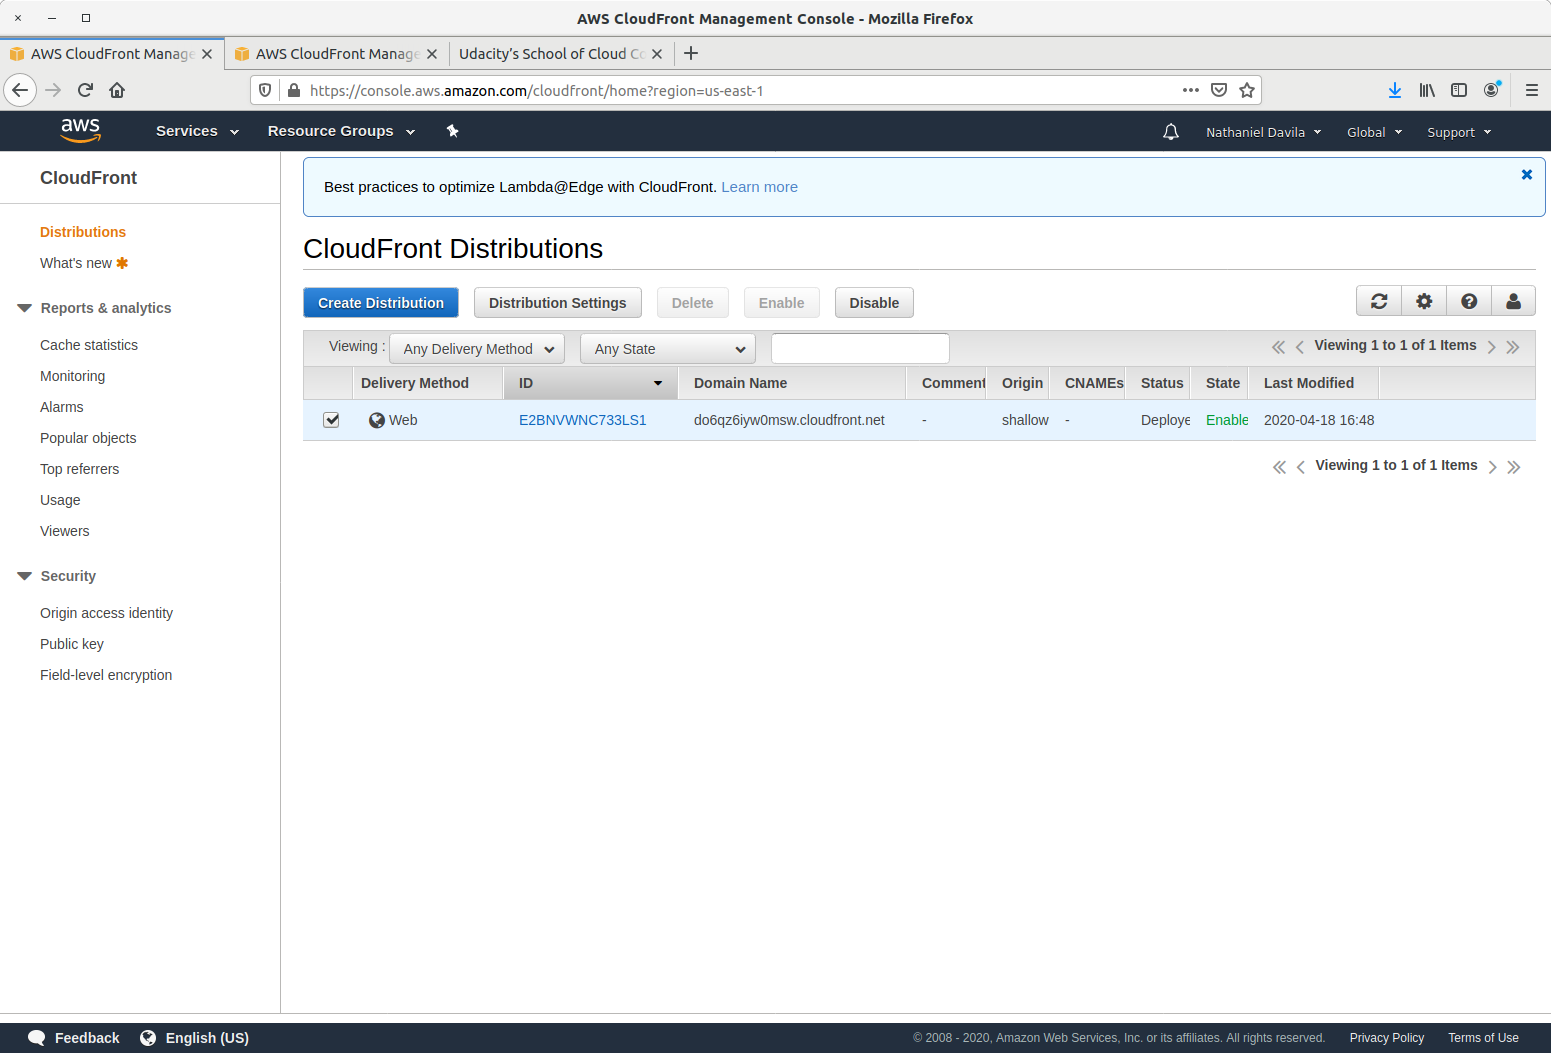 AWS CloudFront Management Console - Mozilla Firefox
AWS CloudFront Manage
AWS CloudFront Manage
Udacity's School of Cloud Co
https://console.aws.amazon.com/cloudfront/home?region=us-east-1
aws
Services
Resource Groups
Nathaniel Davila
Global
Support
CloudFront
Distributions
What's new
Reports & analytics
Cache statistics
Monitoring
Alarms
Popular objects
Top referrers
Usage
Viewers
Security
Origin access identity
Public key
Field-level encryption
Best practices to optimize Lambda@Edge with CloudFront. Learn more
CloudFront Distributions
Create Distribution
Distribution Settings
Delete
Enable
Disable
Viewing : Any Delivery Method Any State
Viewing 1 to 1 of 1 Items
Delivery Method ID Domain Name Comment Origin CNAMEs Status State Last Modified
Web E2BNVWNC733LS1 do6qz6iyw0msw.cloudfront.net - shallow - Deploye Enable 2020-04-18 16:48
Viewing 1 to 1 of 1 Items
Feedback
English (US)
© 2008 - 2020, Amazon Web Services, Inc. or its affiliates. All rights reserved.
Privacy Policy
Terms of Use